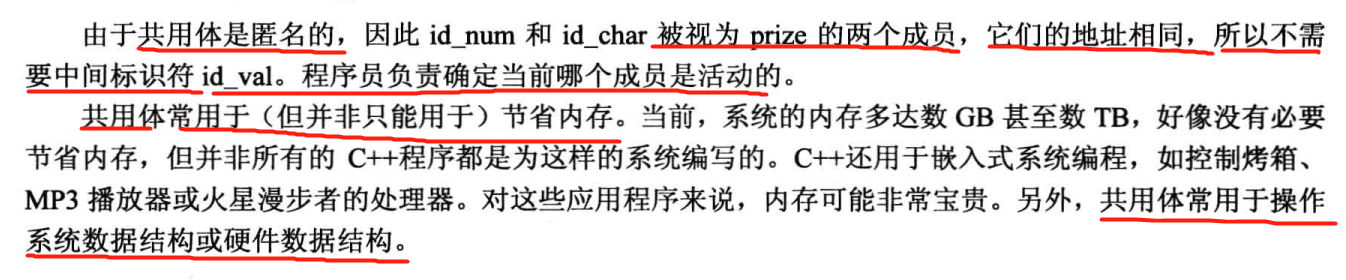 由于共用体是匿名的，因此 id_num 和 id_char 被视为 prize 的两个成员，它们的地址相同，所以不需
要中间标识符 id_val。程序员负责确定当前哪个成员是活动的。
共用体常用于（但并非只能用于）节省内存。当前，系统的内存多达数 GB 甚至数 TB，好像没有必要
节省内存，但并非所有的 C++程序都是为这样的系统编写的。C++还用于嵌入式系统编程，如控制烤箱、
MP3 播放器或火星漫步者的处理器。对这些应用程序来说，内存可能非常宝贵。另外，共用体常用于操作
系统数据结构或硬件数据结构。